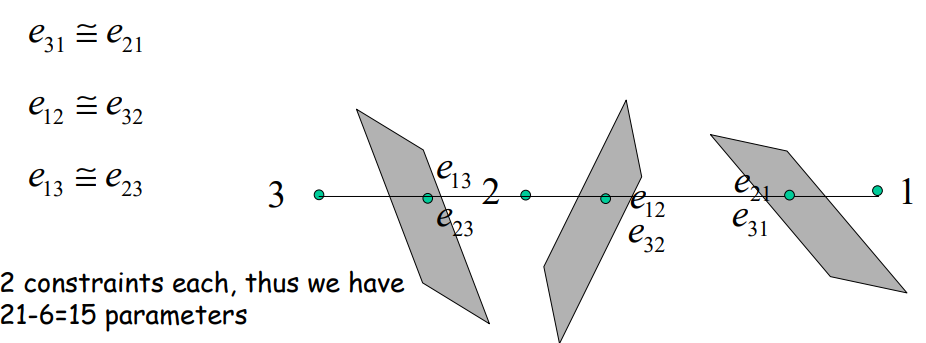 e₃₁ ≅ e₂₁
e₁₂ ≅ e₃₂
e₁₃ ≅ e₂₃
3
e₁₃
e₂₃
2
e₁₂
e₃₂
e₂₁
e₃₁
1
2 constraints each, thus we have
21-6=15 parameters